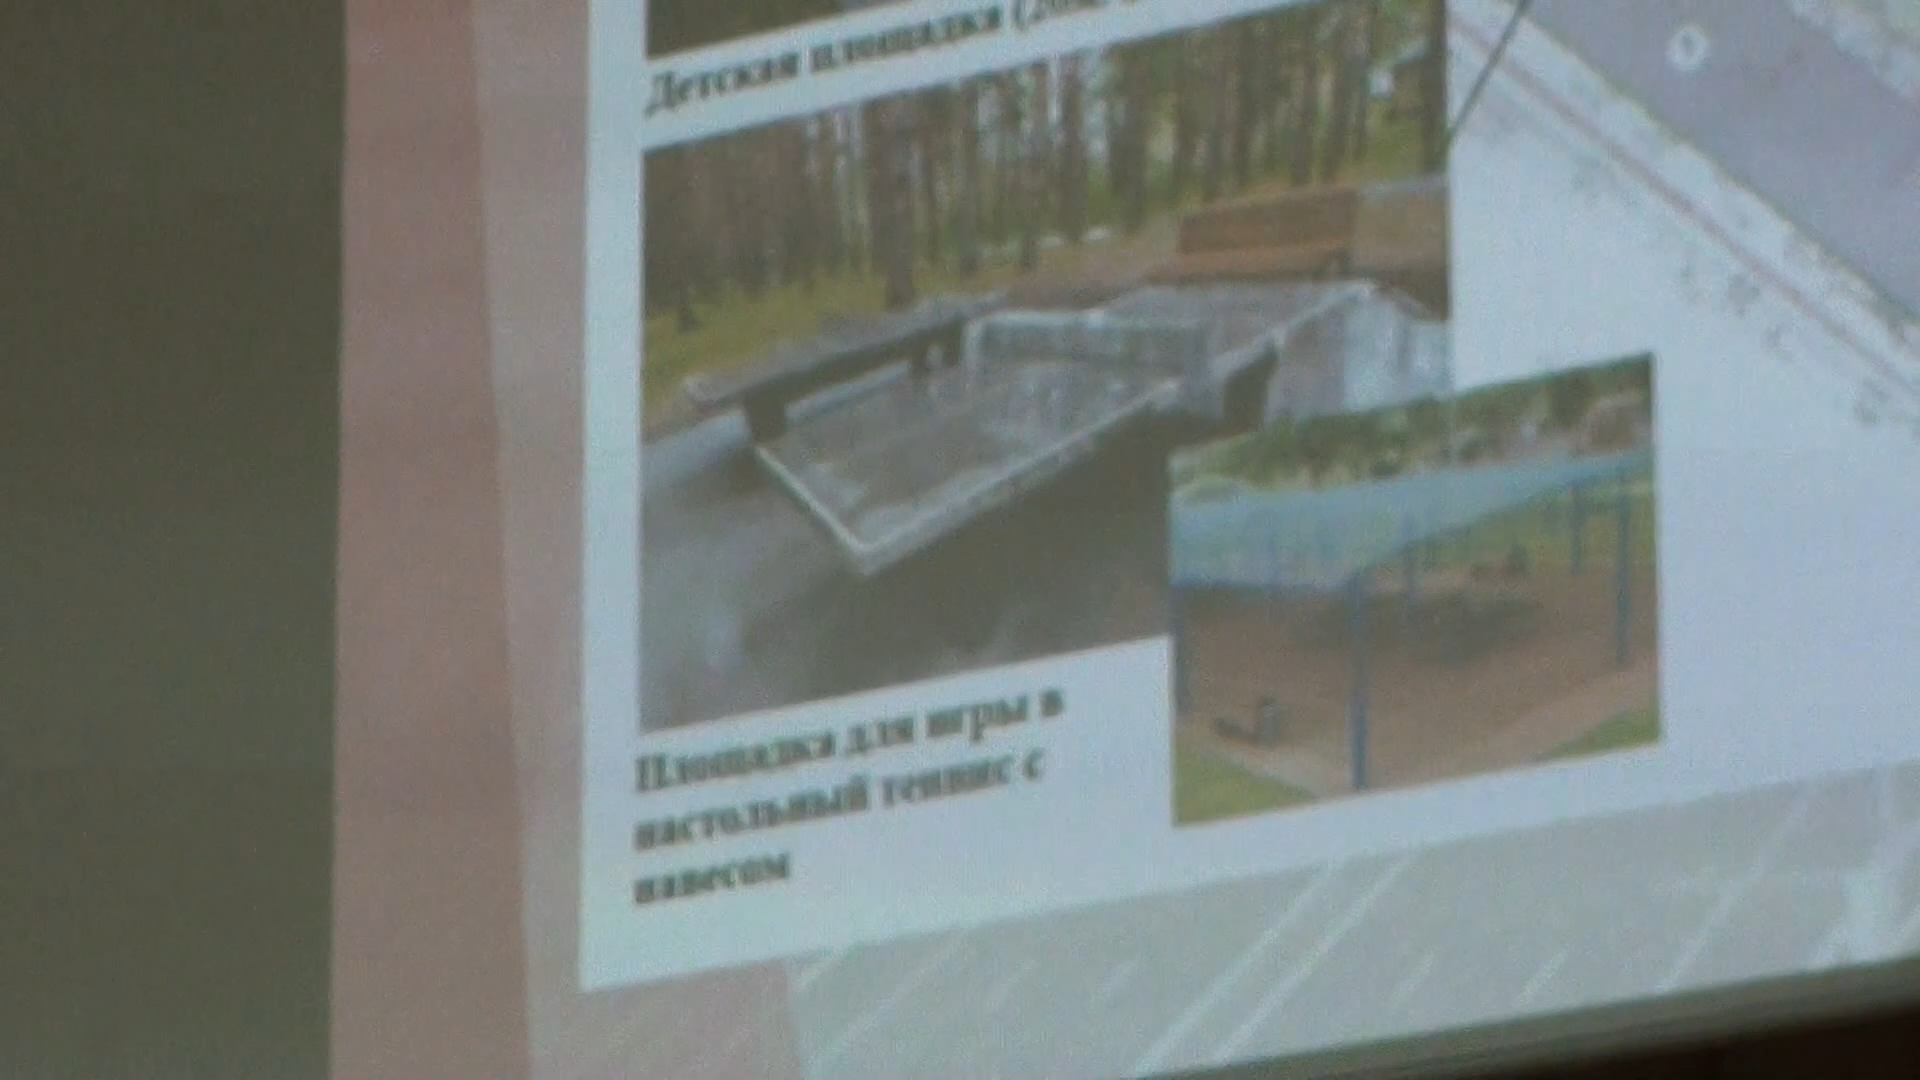 Детская площадка
Площадка для игры в
настольный теннис с
навесом